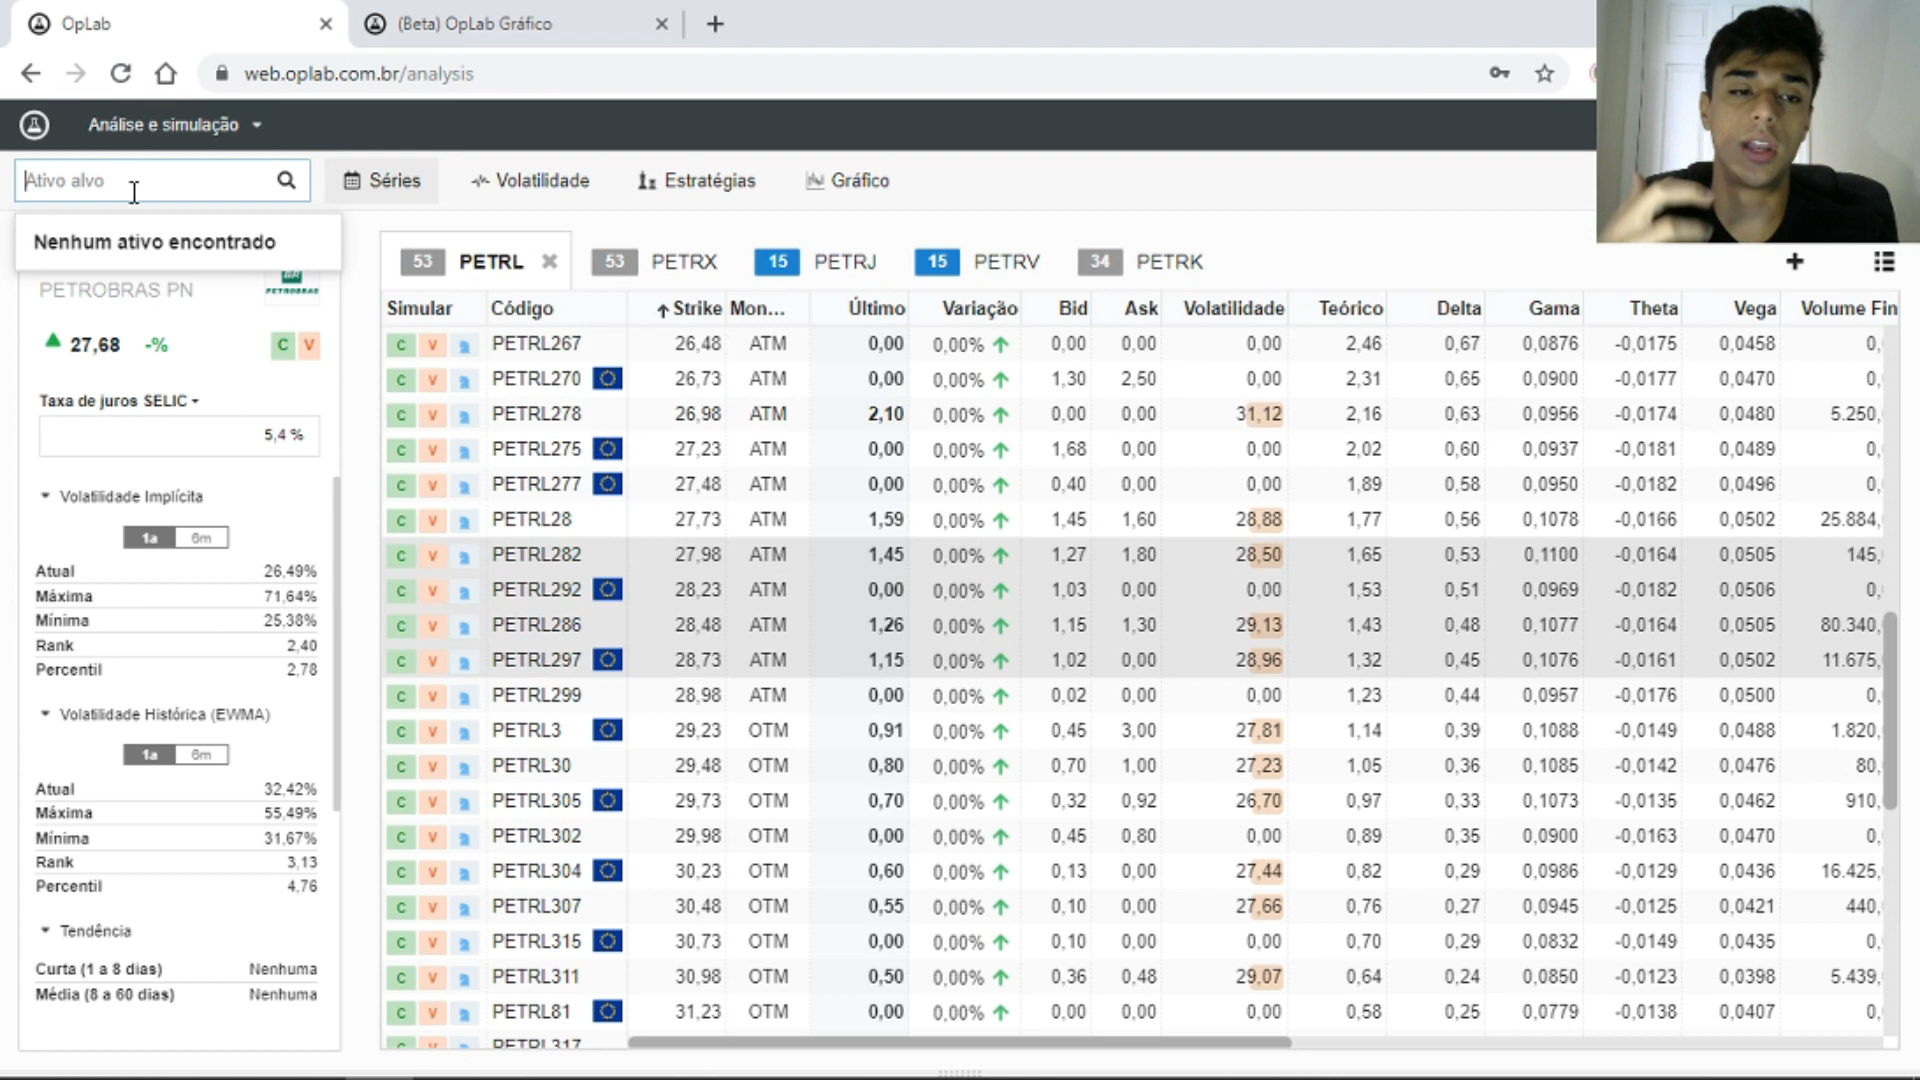 OpLab
(Beta) OpLab Gráfico
web.oplab.com.br/analysis
Análise e simulação
Ativo alvo
Séries
Volatilidade
Estratégias
Gráfico
Nenhum ativo encontrado
PETROBRAS PN
PETROBRAS
27,68 -% C V
Taxa de juros SELIC
5,4 %
Volatilidade Implícita
1a 6m
Atual 26,49%
Máxima 71,64%
Mínima 25,38%
Rank 2,40
Percentil 2,78
Volatilidade Histórica (EWMA)
1a 6m
Atual 32,42%
Máxima 55,49%
Mínima 31,67%
Rank 3,13
Percentil 4,76
Tendência
Curta (1 a 8 dias) Nenhuma
Média (8 a 60 dias) Nenhuma
53 PETRL 53 PETRX 15 PETRJ 15 PETRV 34 PETRK
Simular Código Strike Mon... Último Variação Bid Ask Volatilidade Teórico Delta Gama Theta Vega Volume Fin
C V PETRL267 26,48 ATM 0,00 0,00% 0,00 0,00 0,00 2,46 0,67 0,0876 -0,0175 0,0458 0,
C V PETRL270 26,73 ATM 0,00 0,00% 1,30 2,50 0,00 2,31 0,65 0,0900 -0,0177 0,0470 0,
C V PETRL278 26,98 ATM 2,10 0,00% 0,00 0,00 31,12 2,16 0,63 0,0956 -0,0174 0,0480 5.250,
C V PETRL275 27,23 ATM 0,00 0,00% 1,68 0,00 0,00 2,02 0,60 0,0937 -0,0181 0,0489 0,
C V PETRL277 27,48 ATM 0,00 0,00% 0,40 0,00 0,00 1,89 0,58 0,0950 -0,0182 0,0496 0,
C V PETRL28 27,73 ATM 1,59 0,00% 1,45 1,60 28,88 1,77 0,56 0,1078 -0,0166 0,0502 25.884,
C V PETRL282 27,98 ATM 1,45 0,00% 1,27 1,80 28,50 1,65 0,53 0,1100 -0,0164 0,0505 145,
C V PETRL292 28,23 ATM 0,00 0,00% 1,03 0,00 0,00 1,53 0,51 0,0969 -0,0182 0,0506 0,
C V PETRL286 28,48 ATM 1,26 0,00% 1,15 1,30 29,13 1,43 0,48 0,1077 -0,0164 0,0505 80.340,
C V PETRL297 28,73 ATM 1,15 0,00% 1,02 0,00 28,96 1,32 0,45 0,1076 -0,0161 0,0502 11.675,
C V PETRL299 28,98 ATM 0,00 0,00% 0,02 0,00 0,00 1,23 0,44 0,0957 -0,0176 0,0500 0,
C V PETRL3 29,23 OTM 0,91 0,00% 0,45 3,00 27,81 1,14 0,39 0,1088 -0,0149 0,0488 1.820,
C V PETRL30 29,48 OTM 0,80 0,00% 0,70 1,00 27,23 1,05 0,36 0,1085 -0,0142 0,0476 80,
C V PETRL305 29,73 OTM 0,70 0,00% 0,32 0,92 26,70 0,97 0,33 0,1073 -0,0135 0,0462 910,
C V PETRL302 29,98 OTM 0,00 0,00% 0,45 0,80 0,00 0,89 0,35 0,0900 -0,0163 0,0470 0,
C V PETRL304 30,23 OTM 0,60 0,00% 0,13 0,00 27,44 0,82 0,29 0,0986 -0,0129 0,0436 16.425,
C V PETRL307 30,48 OTM 0,55 0,00% 0,10 0,00 27,66 0,76 0,27 0,0945 -0,0125 0,0421 440,
C V PETRL315 30,73 OTM 0,00 0,00% 0,10 0,00 0,00 0,70 0,29 0,0832 -0,0149 0,0435 0,
C V PETRL311 30,98 OTM 0,50 0,00% 0,36 0,48 29,07 0,64 0,24 0,0850 -0,0123 0,0398 5.439,
C V PETRL81 31,23 OTM 0,00 0,00% 0,00 0,00 0,00 0,58 0,25 0,0779 -0,0138 0,0407 0,
C V PETRL317